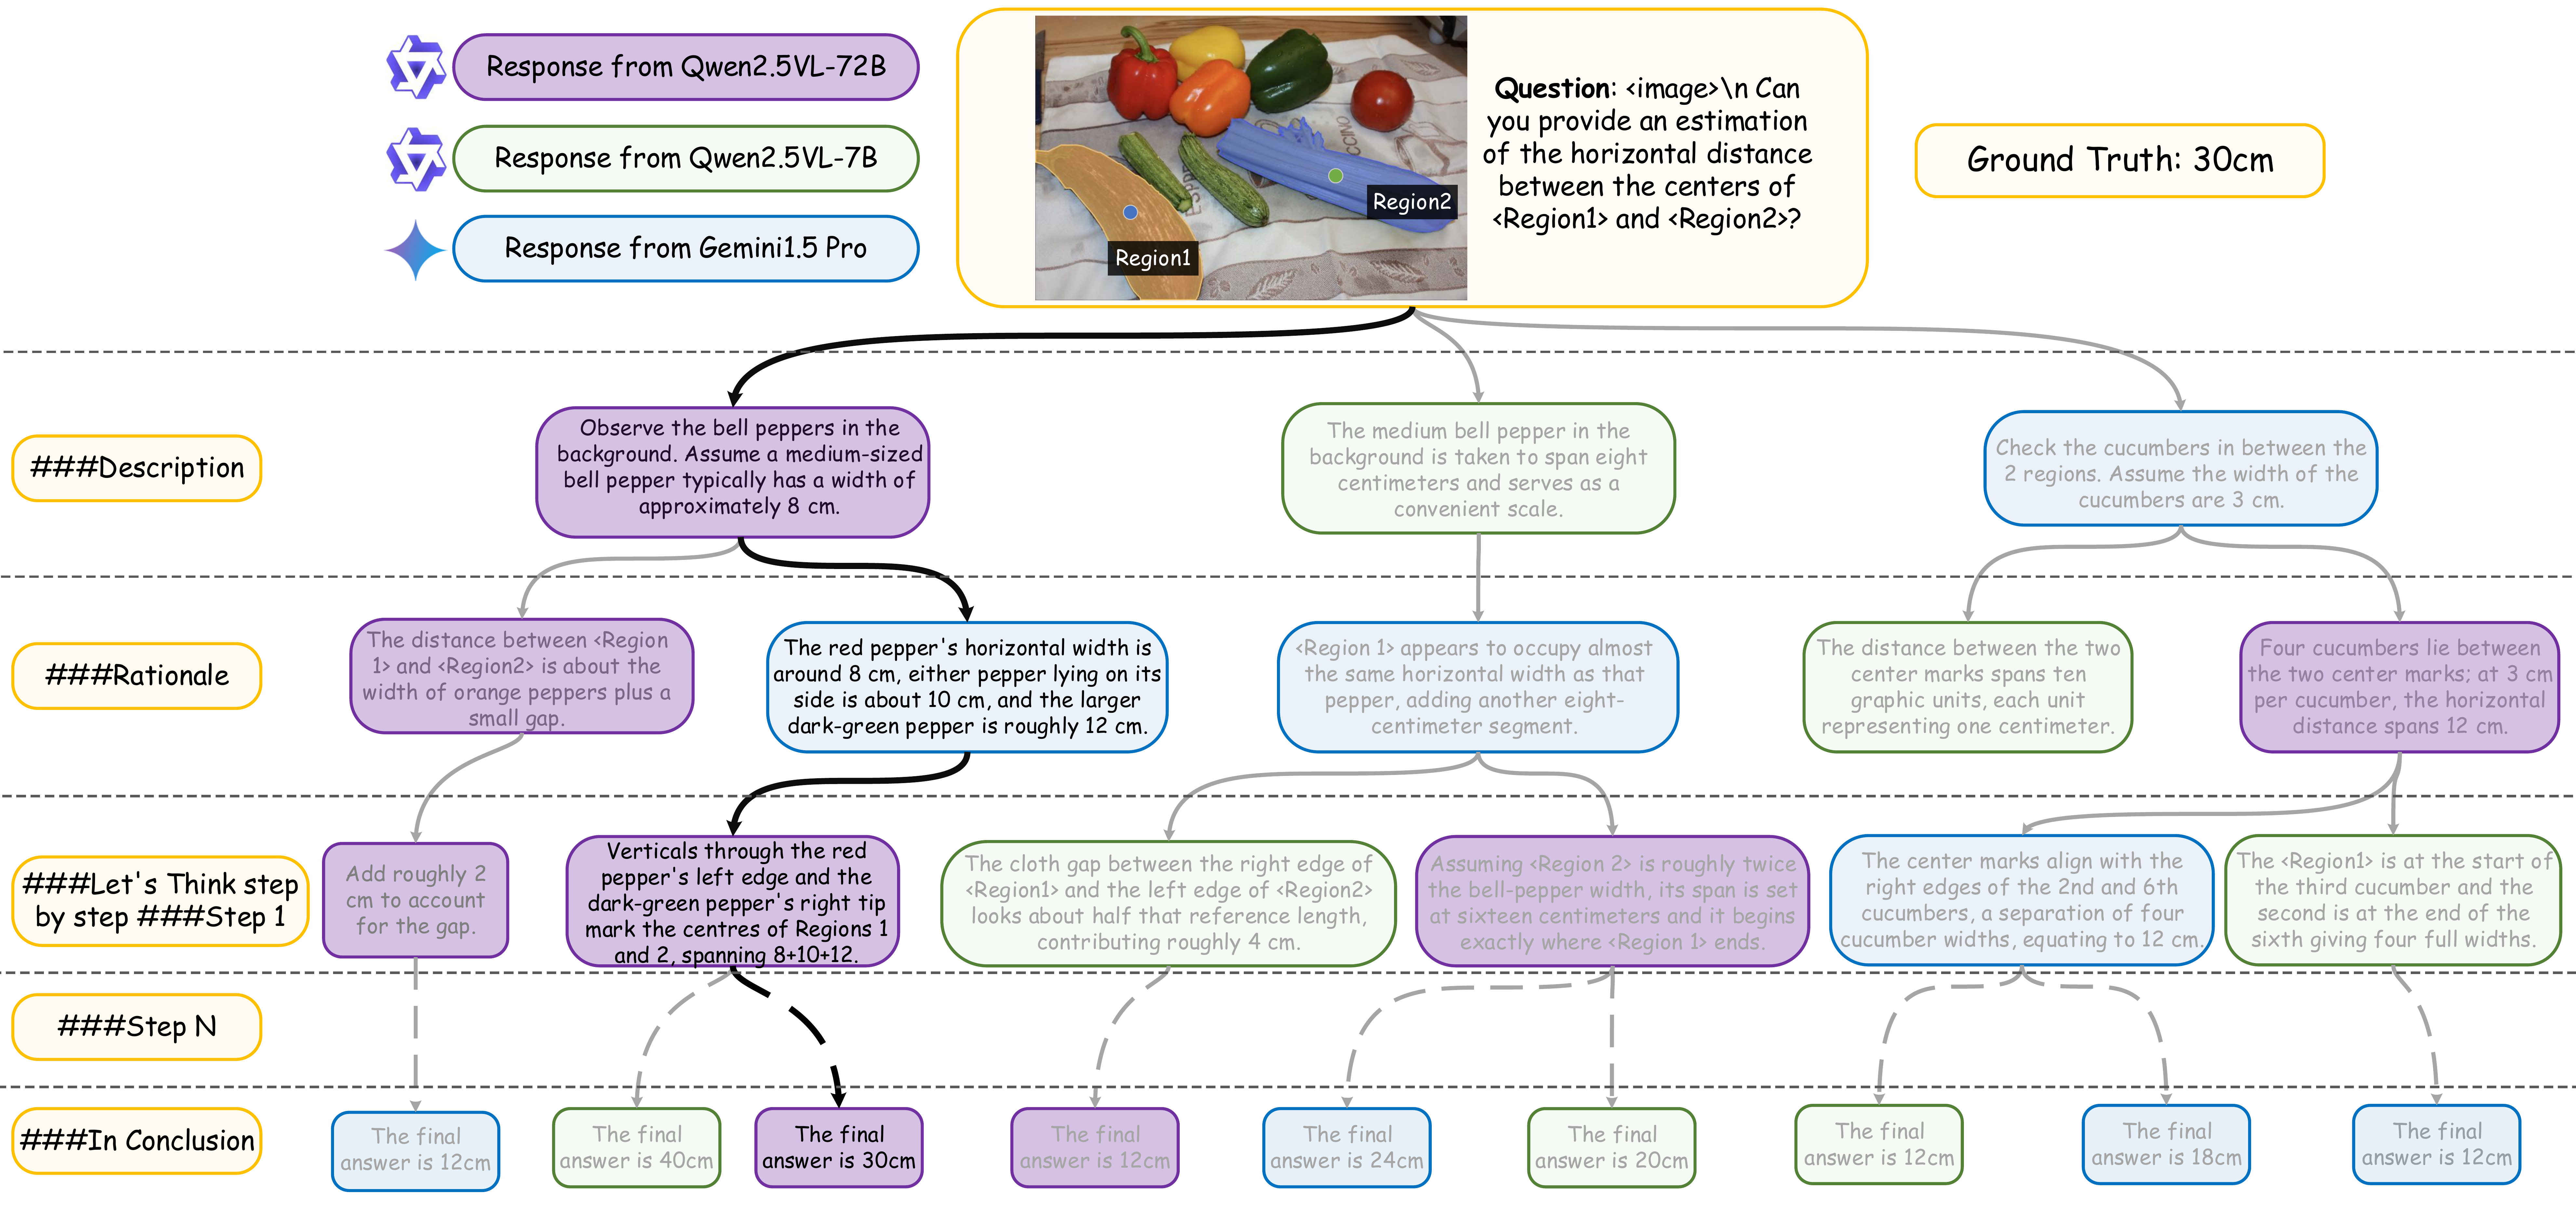 Response from Qwen2.5VL-72B
Response from Qwen2.5VL-7B
Response from Gemini1.5 Pro
Region1
Region2
Question: <image>\n Can
you provide an estimation
of the horizontal distance
between the centers of
<Region1> and <Region2>?
Ground Truth: 30cm
###Description
Observe the bell peppers in the
background. Assume a medium-sized
bell pepper typically has a width of
approximately 8 cm.
The medium bell pepper in the
background is taken to span eight
centimeters and serves as a
convenient scale.
Check the cucumbers in between the
2 regions. Assume the width of the
cucumbers are 3 cm.
###Rationale
The distance between <Region
1> and <Region2> is about the
width of orange peppers plus a
small gap.
The red pepper's horizontal width is
around 8 cm, either pepper lying on its
side is about 10 cm, and the larger
dark-green pepper is roughly 12 cm.
<Region 1> appears to occupy almost
the same horizontal width as that
pepper, adding another eight-
centimeter segment.
The distance between the two
center marks spans ten
graphic units, each unit
representing one centimeter.
Four cucumbers lie between
the two center marks; at 3 cm
per cucumber, the horizontal
distance spans 12 cm.
###Let's Think step
by step ###Step 1
Add roughly 2
cm to account
for the gap.
Verticals through the red
pepper's left edge and the
dark-green pepper's right tip
mark the centres of Regions 1
and 2, spanning 8+10+12.
The cloth gap between the right edge of
<Region1> and the left edge of <Region2>
looks about half that reference length,
contributing roughly 4 cm.
Assuming <Region 2> is roughly twice
the bell-pepper width, its span is set
at sixteen centimeters and it begins
exactly where <Region 1> ends.
The center marks align with the
right edges of the 2nd and 6th
cucumbers, a separation of four
cucumber widths, equating to 12 cm.
The <Region1> is at the start of
the third cucumber and the
second is at the end of the
sixth giving four full widths.
###Step N
###In Conclusion
The final
answer is 12cm
The final
answer is 40cm
The final
answer is 30cm
The final
answer is 12cm
The final
answer is 24cm
The final
answer is 20cm
The final
answer is 12cm
The final
answer is 18cm
The final
answer is 12cm